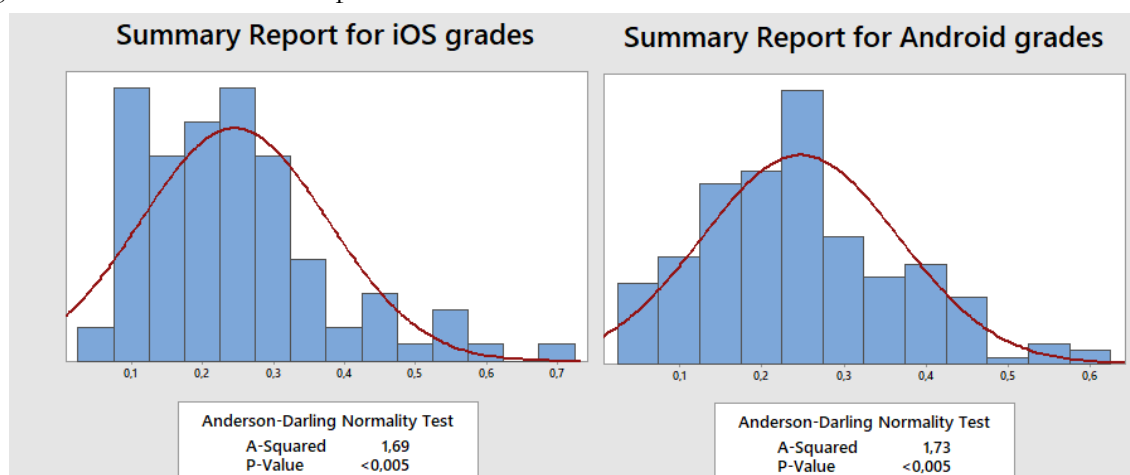 Summary Report for iOS grades
0,1 0,2 0,3 0,4 0,5 0,6 0,7
Anderson-Darling Normality Test
A-Squared 1,69
P-Value <0,005
Summary Report for Android grades
0,1 0,2 0,3 0,4 0,5 0,6
Anderson-Darling Normality Test
A-Squared 1,73
P-Value <0,005